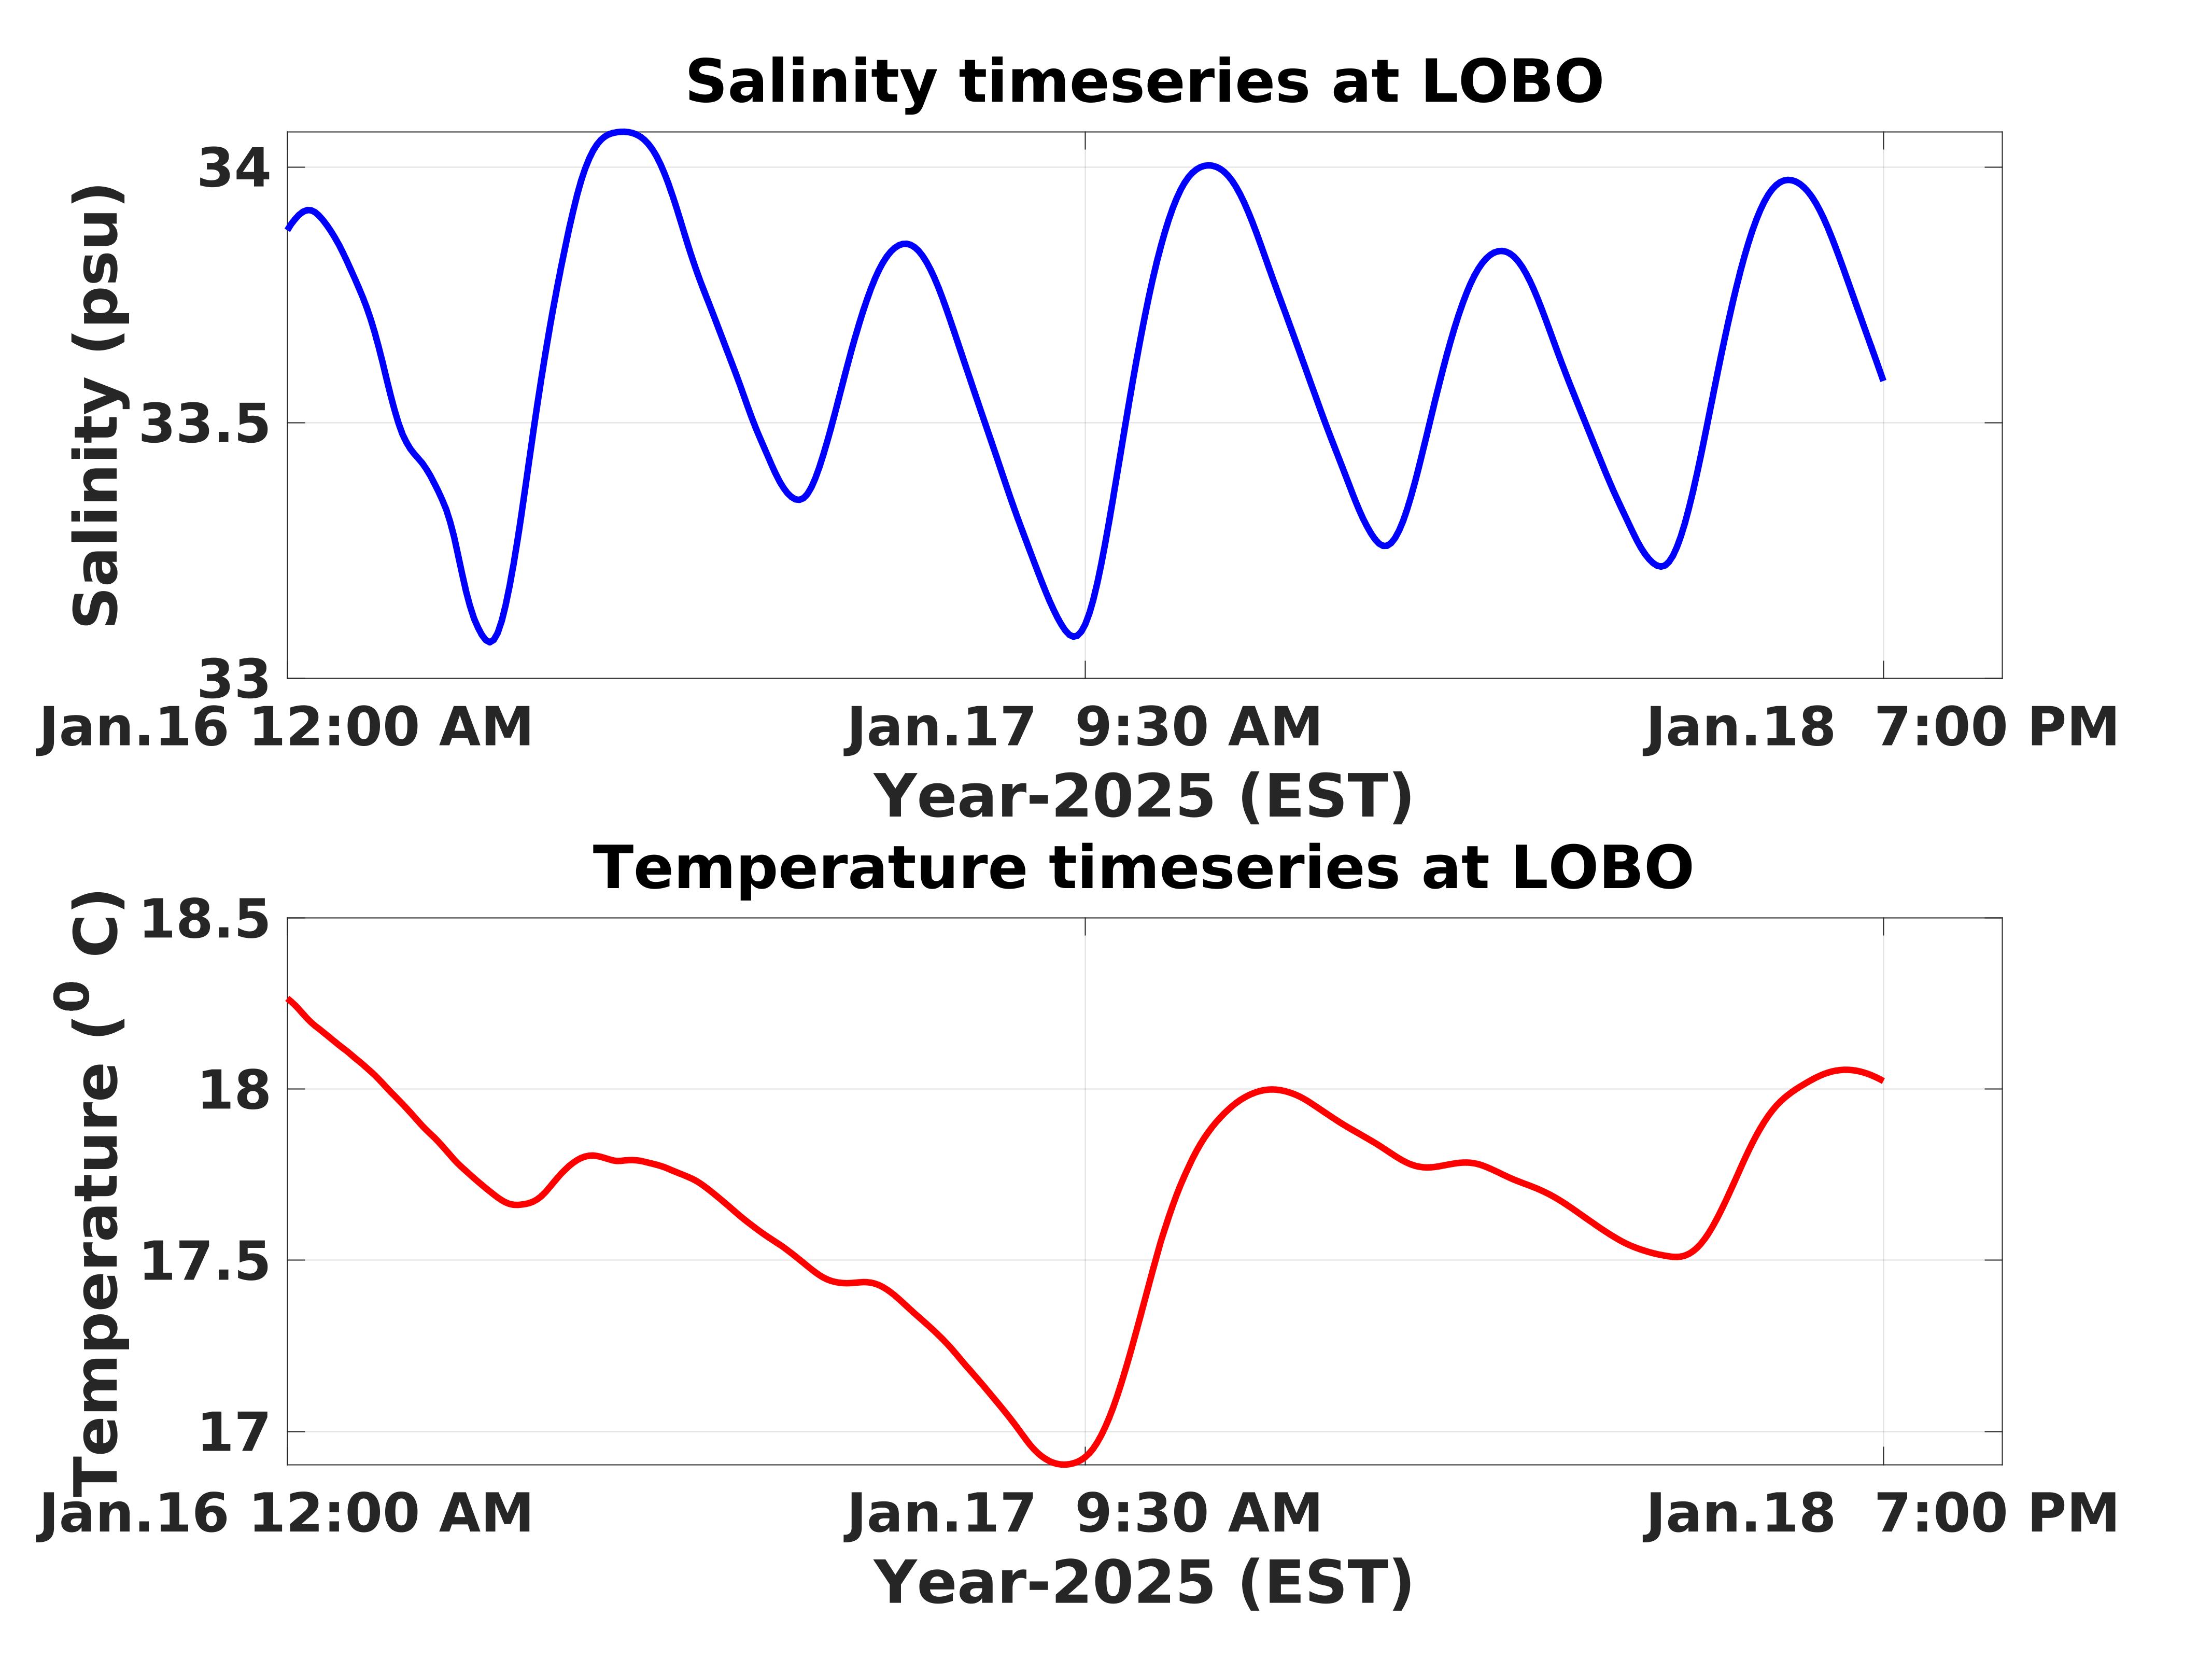 Salinity timeseries at LOBO
Salinity (psu)
34
33.5
33
Jan.16 12:00 AM
Jan.17 9:30 AM
Jan.18 7:00 PM
Year-2025 (EST)
Temperature timeseries at LOBO
Temperature (⁰ C)
18.5
18
17.5
17
Jan.16 12:00 AM
Jan.17 9:30 AM
Jan.18 7:00 PM
Year-2025 (EST)